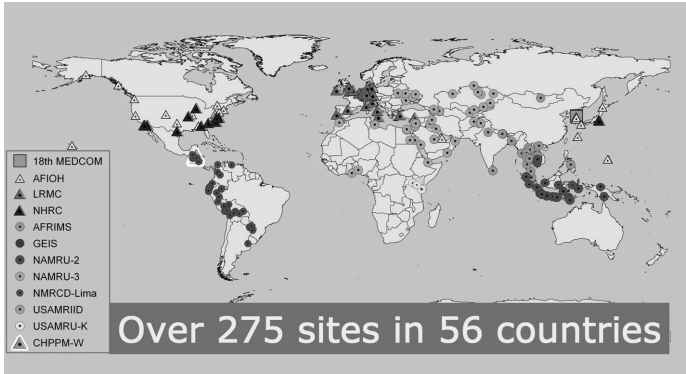 18th MEDCOM
AFIOH
LRMC
NHRC
AFRIMS
GEIS
NAMRU-2
NAMRU-3
NMRCD-Lima
USAMRIID
USAMRU-K
CHPPM-W
Over 275 sites in 56 countries